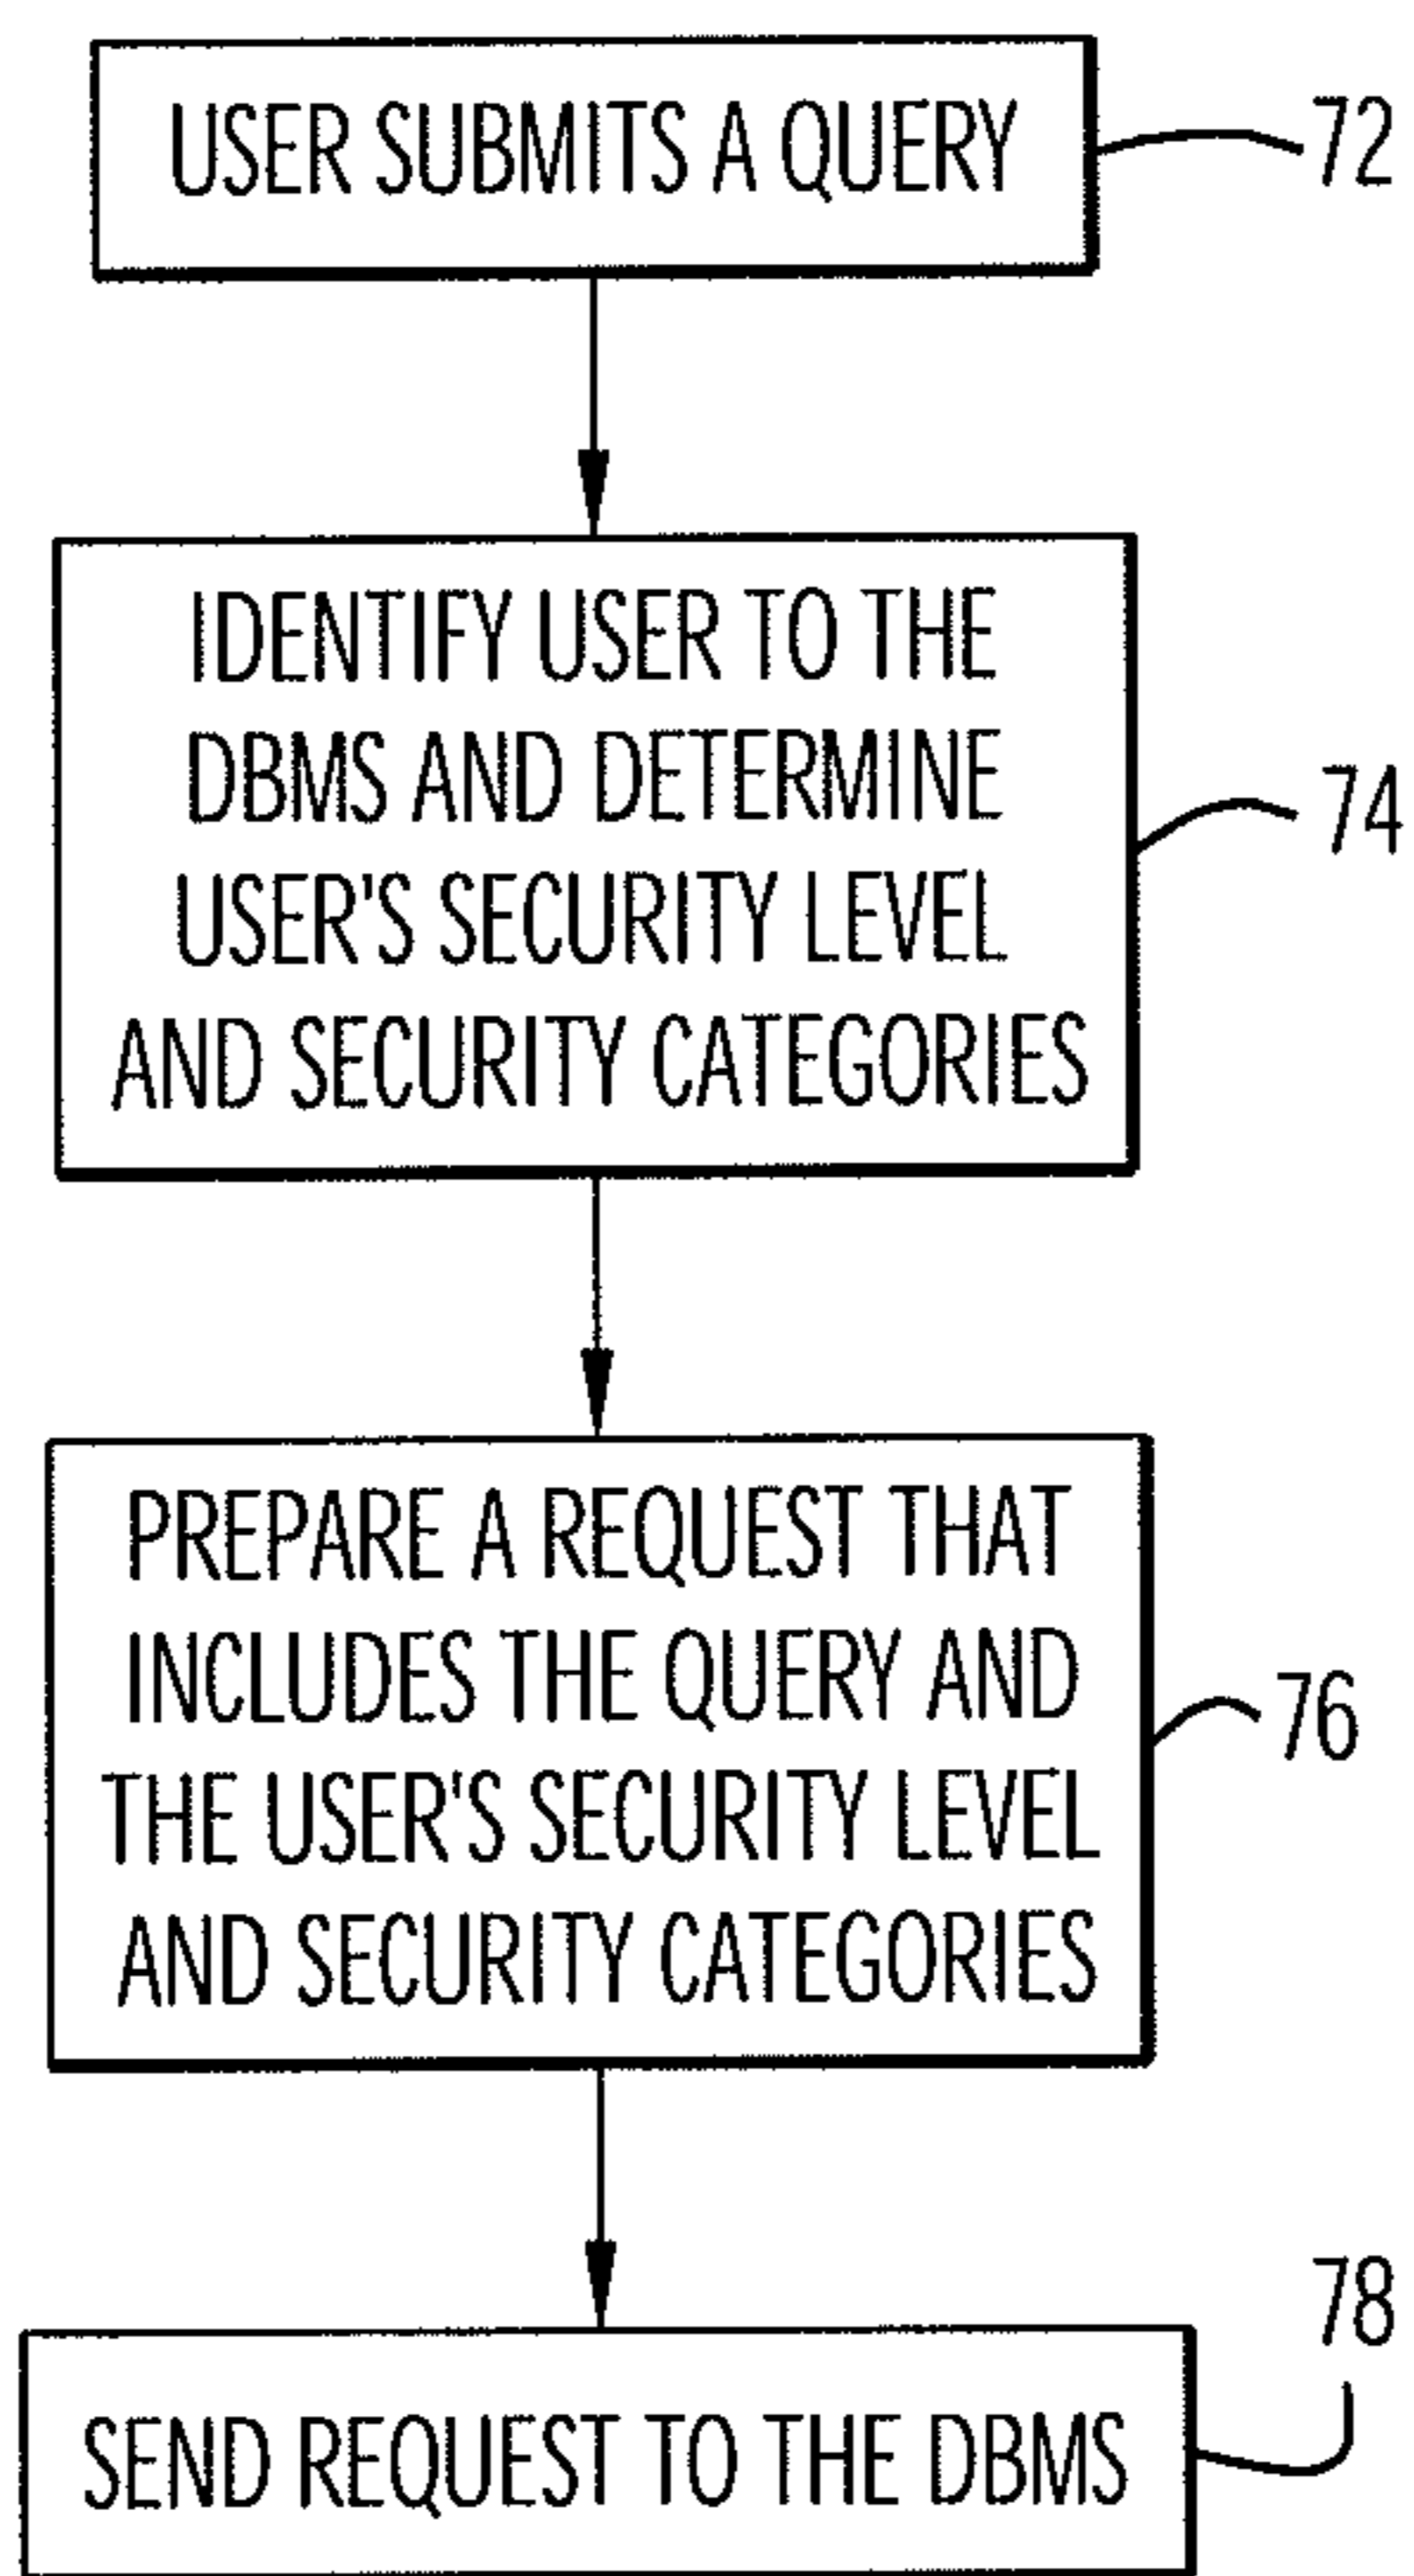 USER SUBMITS A QUERY
72
IDENTIFY USER TO THE
DBMS AND DETERMINE
USER'S SECURITY LEVEL
AND SECURITY CATEGORIES
74
PREPARE A REQUEST THAT
INCLUDES THE QUERY AND
THE USER'S SECURITY LEVEL
AND SECURITY CATEGORIES
76
78
SEND REQUEST TO THE DBMS